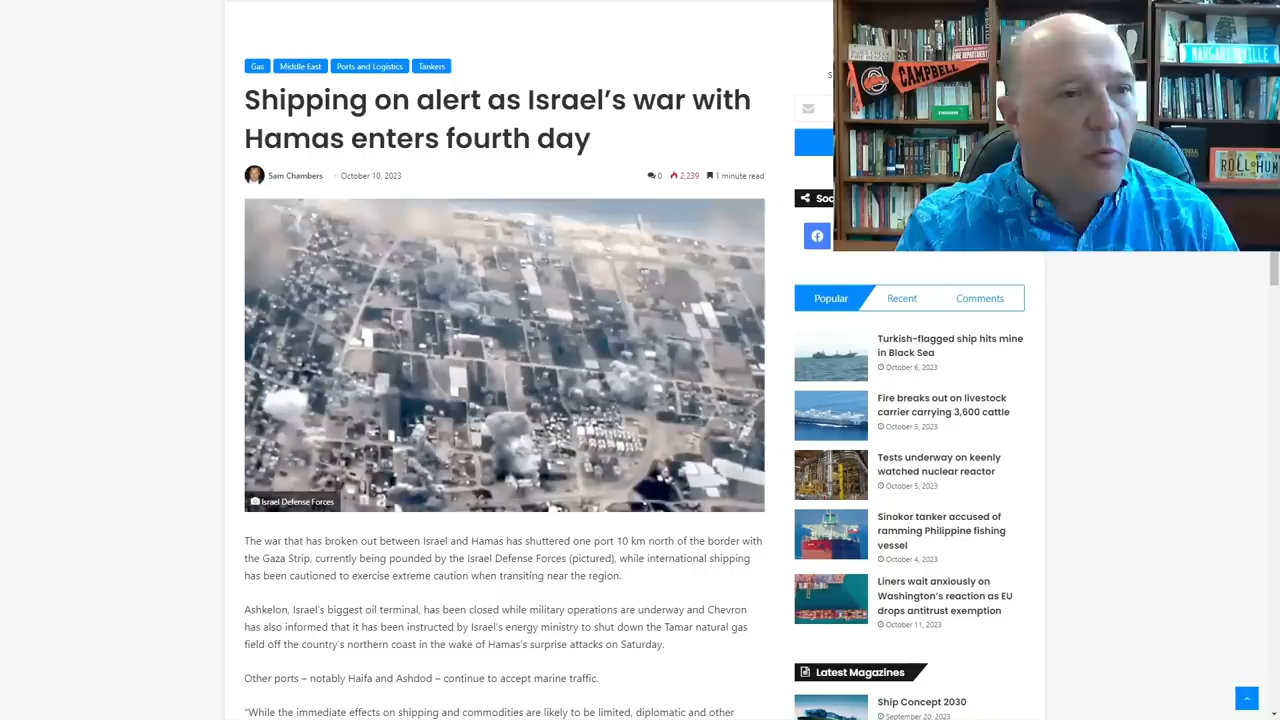 Gas
Middle East
Ports and Logistics
Tankers
Shipping on alert as Israel's war with
Hamas enters fourth day
Sam Chambers
October 10, 2023
0
2,239
1 minute read
Israel Defense Forces
The war that has broken out between Israel and Hamas has shuttered one port 10 km north of the border with
the Gaza Strip, currently being pounded by the Israel Defense Forces (pictured), while international shipping
has been cautioned to exercise extreme caution when transiting near the region.
Ashkelon, Israel's biggest oil terminal, has been closed while military operations are underway and Chevron
has also informed that it has been instructed by Israel's energy ministry to shut down the Tamar natural gas
field off the country's northern coast in the wake of Hamas's surprise attacks on Saturday.
Other ports – notably Haifa and Ashdod – continue to accept marine traffic.
"While the immediate effects on shipping and commodities are likely to be limited, diplomatic and other
S
Soc
Popular
Recent
Comments
Turkish-flagged ship hits mine
in Black Sea
October 6, 2023
Fire breaks out on livestock
carrier carrying 3,600 cattle
October 5, 2023
Tests underway on keenly
watched nuclear reactor
October 5, 2023
Sinokor tanker accused of
ramming Philippine fishing
vessel
October 4, 2023
Liners wait anxiously on
Washington's reaction as EU
drops antitrust exemption
October 11, 2023
Latest Magazines
Ship Concept 2030
September 20, 2023
CAMPBELL
MARGARITAVILLE
ROLL HUM